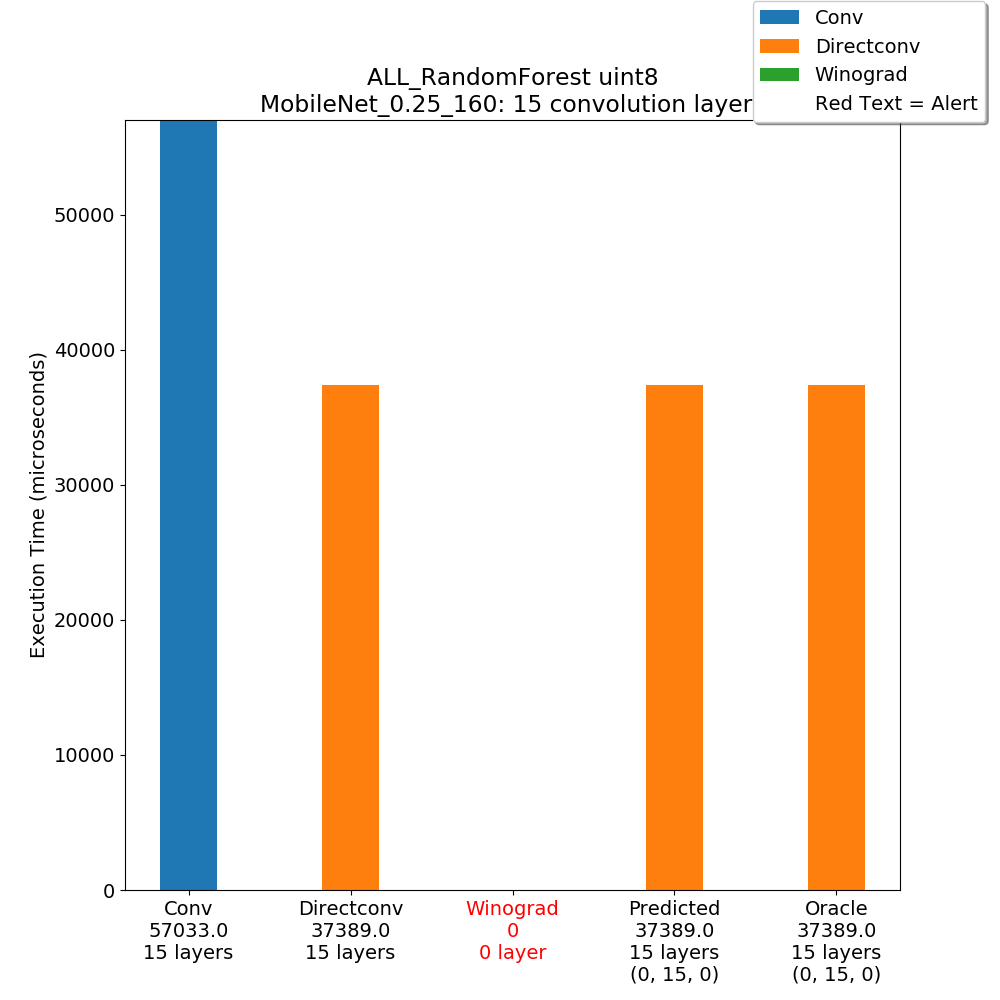 Conv
Directconv
Winograd
Red Text = Alert
ALL_RandomForest uint8
MobileNet_0.25_160: 15 convolution layer
Execution Time (microseconds)
50000
40000
30000
20000
10000
0
Conv
57033.0
15 layers
Directconv
37389.0
15 layers
Winograd
0
0 layer
Predicted
37389.0
15 layers
(0, 15, 0)
Oracle
37389.0
15 layers
(0, 15, 0)